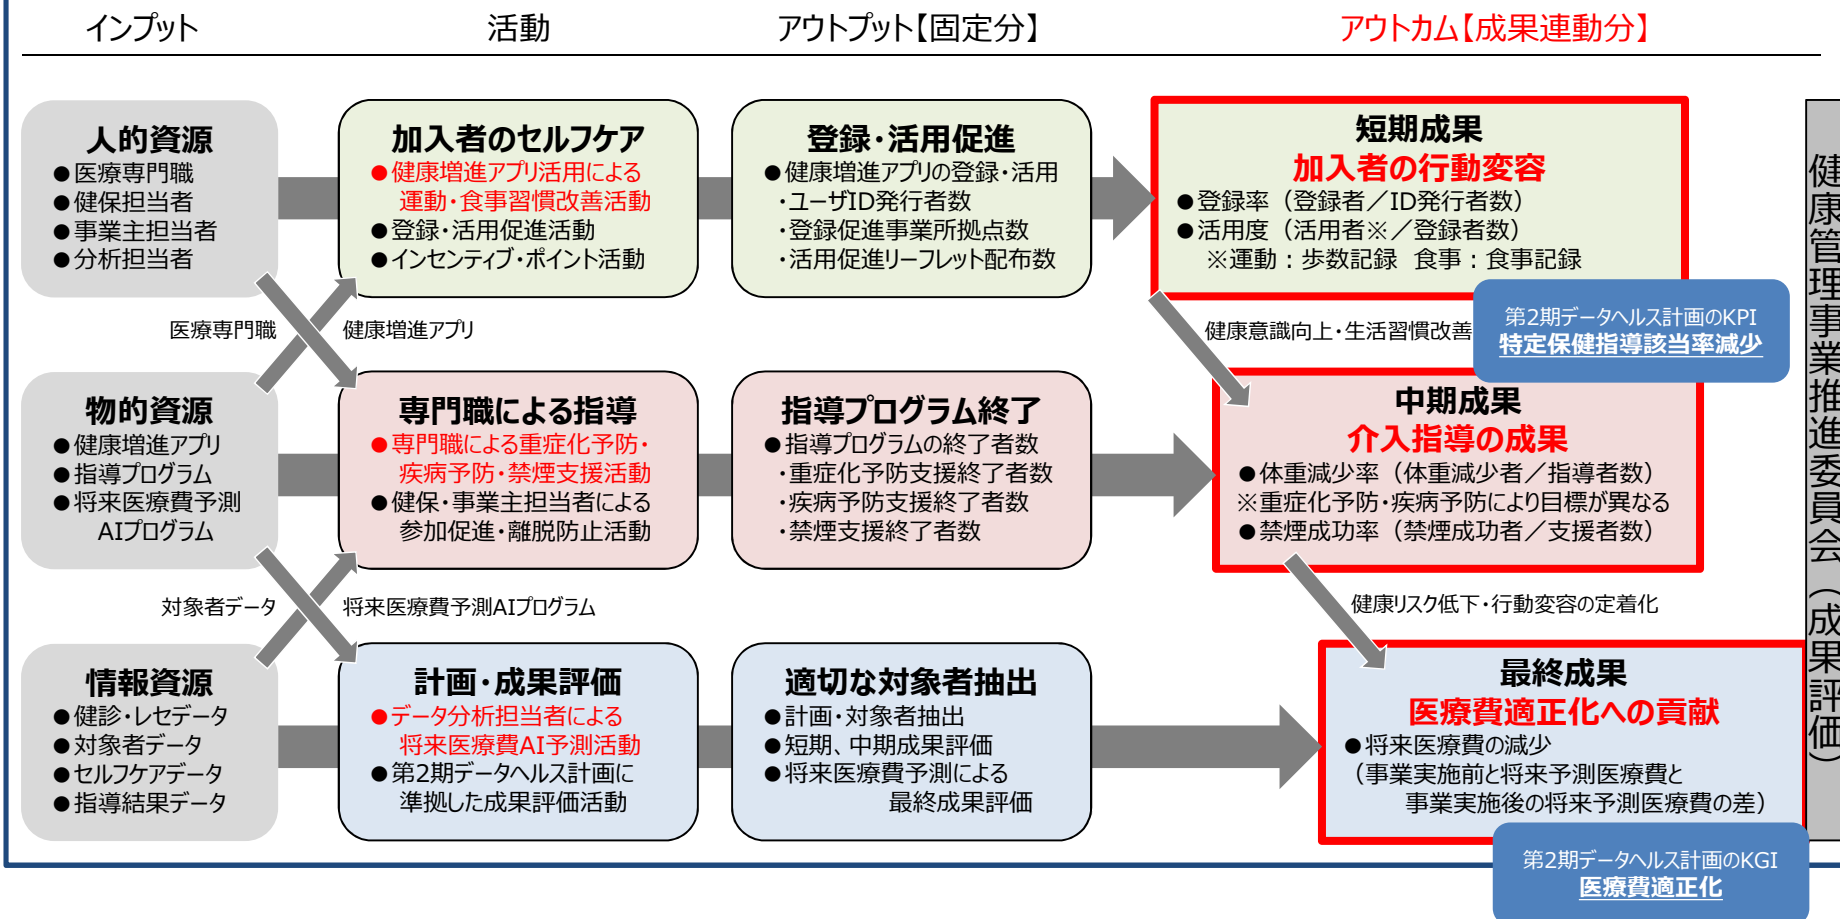 インプット
活動
アウトプット【固定分】
アウトカム【成果連動分】
人的資源
●医療専門職
●健保担当者
●事業主担当者
●分析担当者
加入者のセルフケア
●健康増進アプリ活用による
運動・食事習慣改善活動
●登録・活用促進活動
●インセンティブ・ポイント活動
登録・活用促進
●健康増進アプリの登録・活用
・ユーザID発行者数
・登録促進事業所拠点数
・活用促進リーフレット配布数
短期成果
加入者の行動変容
●登録率（登録者／ID発行者数）
●活用度（活用者※／登録者数）
※運動：歩数記録 食事：食事記録
医療専門職
健康増進アプリ
健康意識向上・生活習慣改善
第2期データヘルス計画のKPI
特定保健指導該当率減少
物的資源
●健康増進アプリ
●指導プログラム
●将来医療費予測
AIプログラム
専門職による指導
●専門職による重症化予防・
疾病予防・禁煙支援活動
●健保・事業主担当者による
参加促進・離脱防止活動
指導プログラム終了
●指導プログラムの終了者数
・重症化予防支援終了者数
・疾病予防支援終了者数
・禁煙支援終了者数
中期成果
介入指導の成果
●体重減少率（体重減少者／指導者数）
※重症化予防・疾病予防により目標が異なる
●禁煙成功率（禁煙成功者／支援者数）
対象者データ
将来医療費予測AIプログラム
健康リスク低下・行動変容の定着化
情報資源
●健診・レセデータ
●対象者データ
●セルフケアデータ
●指導結果データ
計画・成果評価
●データ分析担当者による
将来医療費AI予測活動
●第2期データヘルス計画に
準拠した成果評価活動
適切な対象者抽出
●計画・対象者抽出
●短期、中期成果評価
●将来医療費予測による
最終成果評価
最終成果
医療費適正化への貢献
●将来医療費の減少
（事業実施前と将来予測医療費と
事業実施後の将来予測医療費の差）
第2期データヘルス計画のKGI
医療費適正化
健康管理事業推進委員会（成果評価）